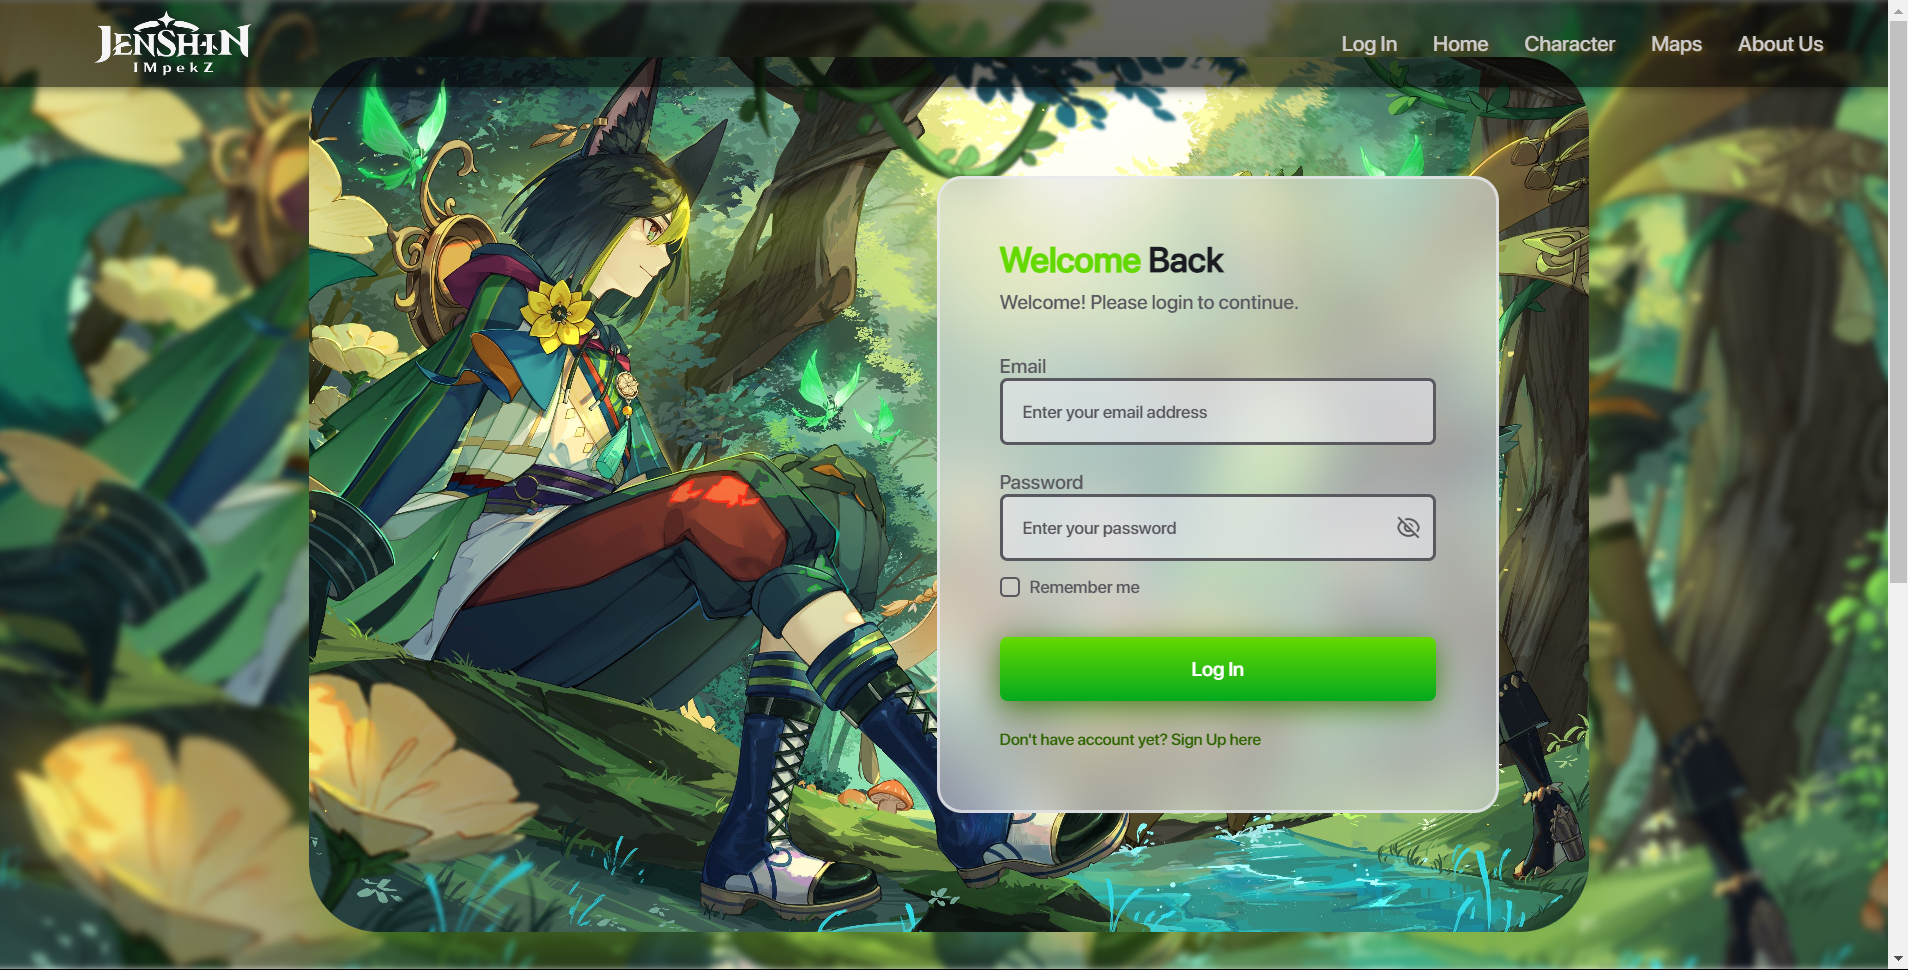 JENSHIN
IMpekZ
Log In
Home
Character
Maps
About Us
Welcome Back
Welcome! Please login to continue.
Email
Enter your email address
Password
Enter your password
Remember me
Log In
Don't have account yet? Sign Up here